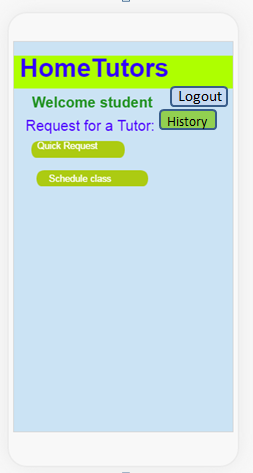 HomeTutors
Welcome student
Logout
Request for a Tutor:
History
Quick Request
Schedule class